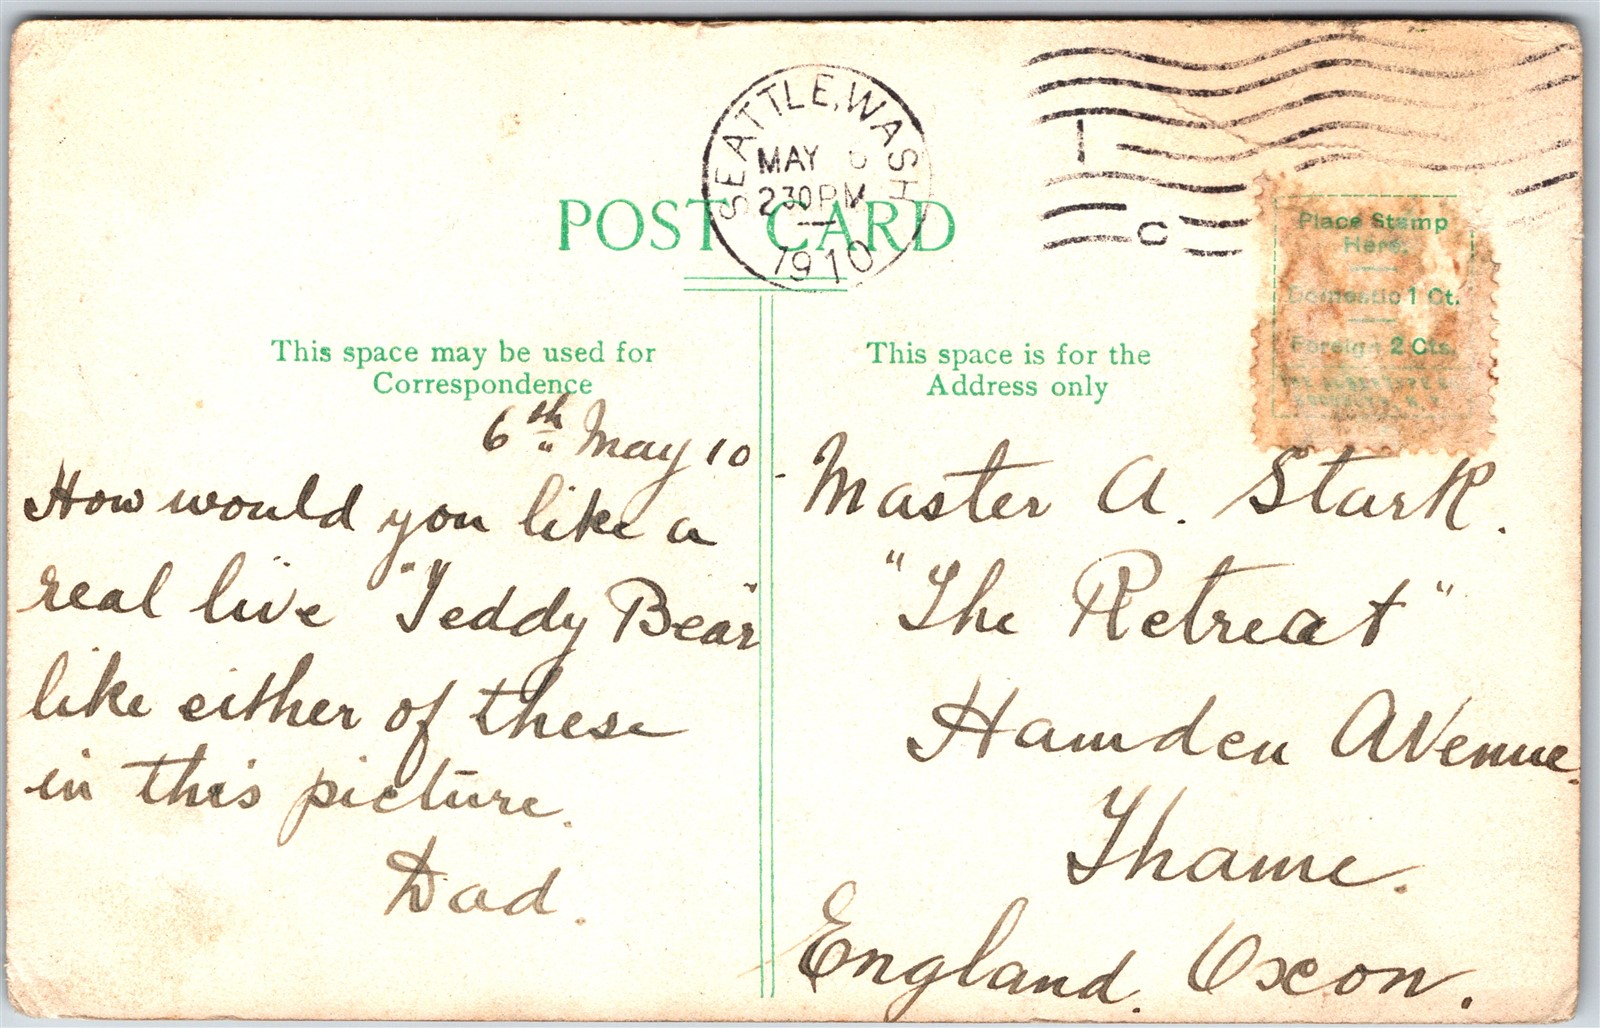 SEATTLE, WASH
MAY 6
2 30 PM
1910
C
POST CARD
Place Stamp
Here.
Domestic 1 Ct.
Foreign 2 Cts.
This space may be used for
Correspondence
6th May 10
How would you like a
real live "Teddy Bear"
like either of these
in this picture.
Dad.
This space is for the
Address only
Master A. Stark.
"The Retreat"
Hamden Avenue.
Thame.
England. Oxon.